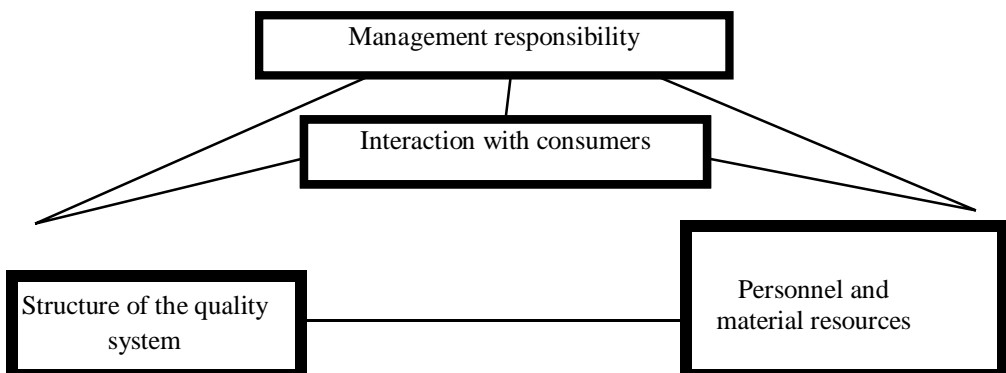 Management responsibility
Interaction with consumers
Structure of the quality
system
Personnel and
material resources